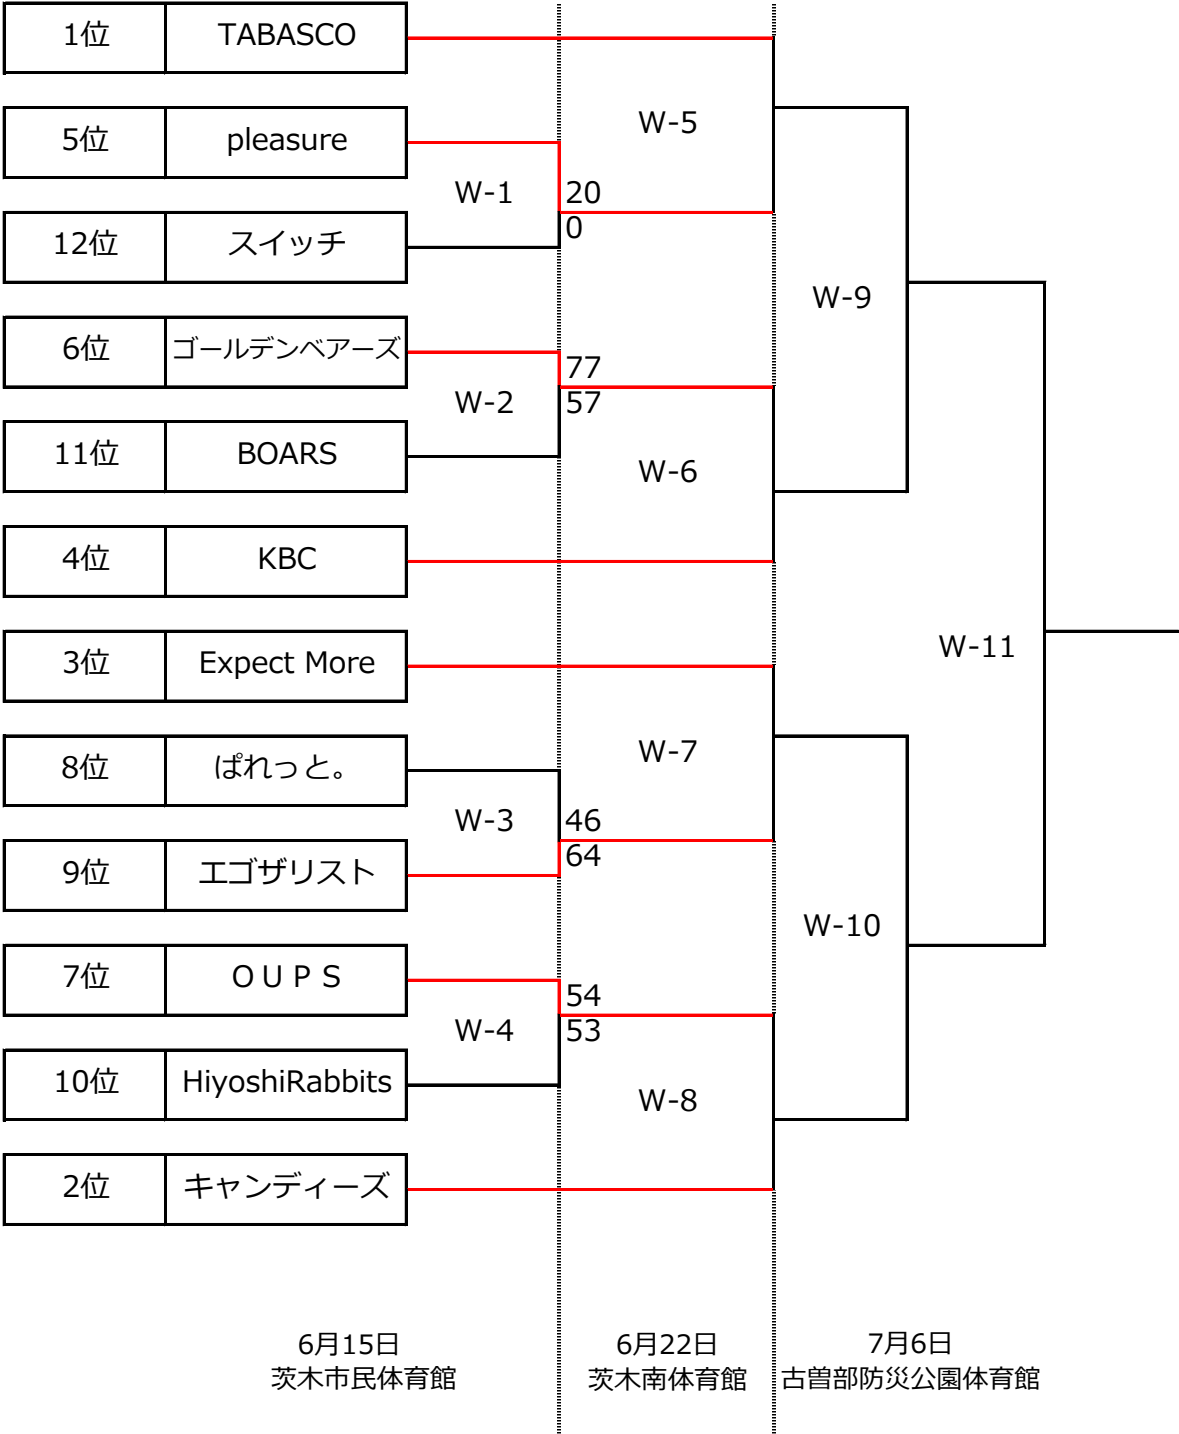 1位 TABASCO
W-5
5位 pleasure
W-1
20
0
12位 スイッチ
W-9
6位 ゴールデンベアーズ
77
W-2
57
11位 BOARS
W-6
4位 KBC
W-11
3位 Expect More
W-7
8位 ぱれっと。
W-3
46
64
9位 エゴザリスト
W-10
7位 ＯＵＰＳ
54
W-4
53
10位 HiyoshiRabbits
W-8
2位 キャンディーズ
6月15日
茨木市民体育館
6月22日
茨木南体育館
7月6日
古曽部防災公園体育館